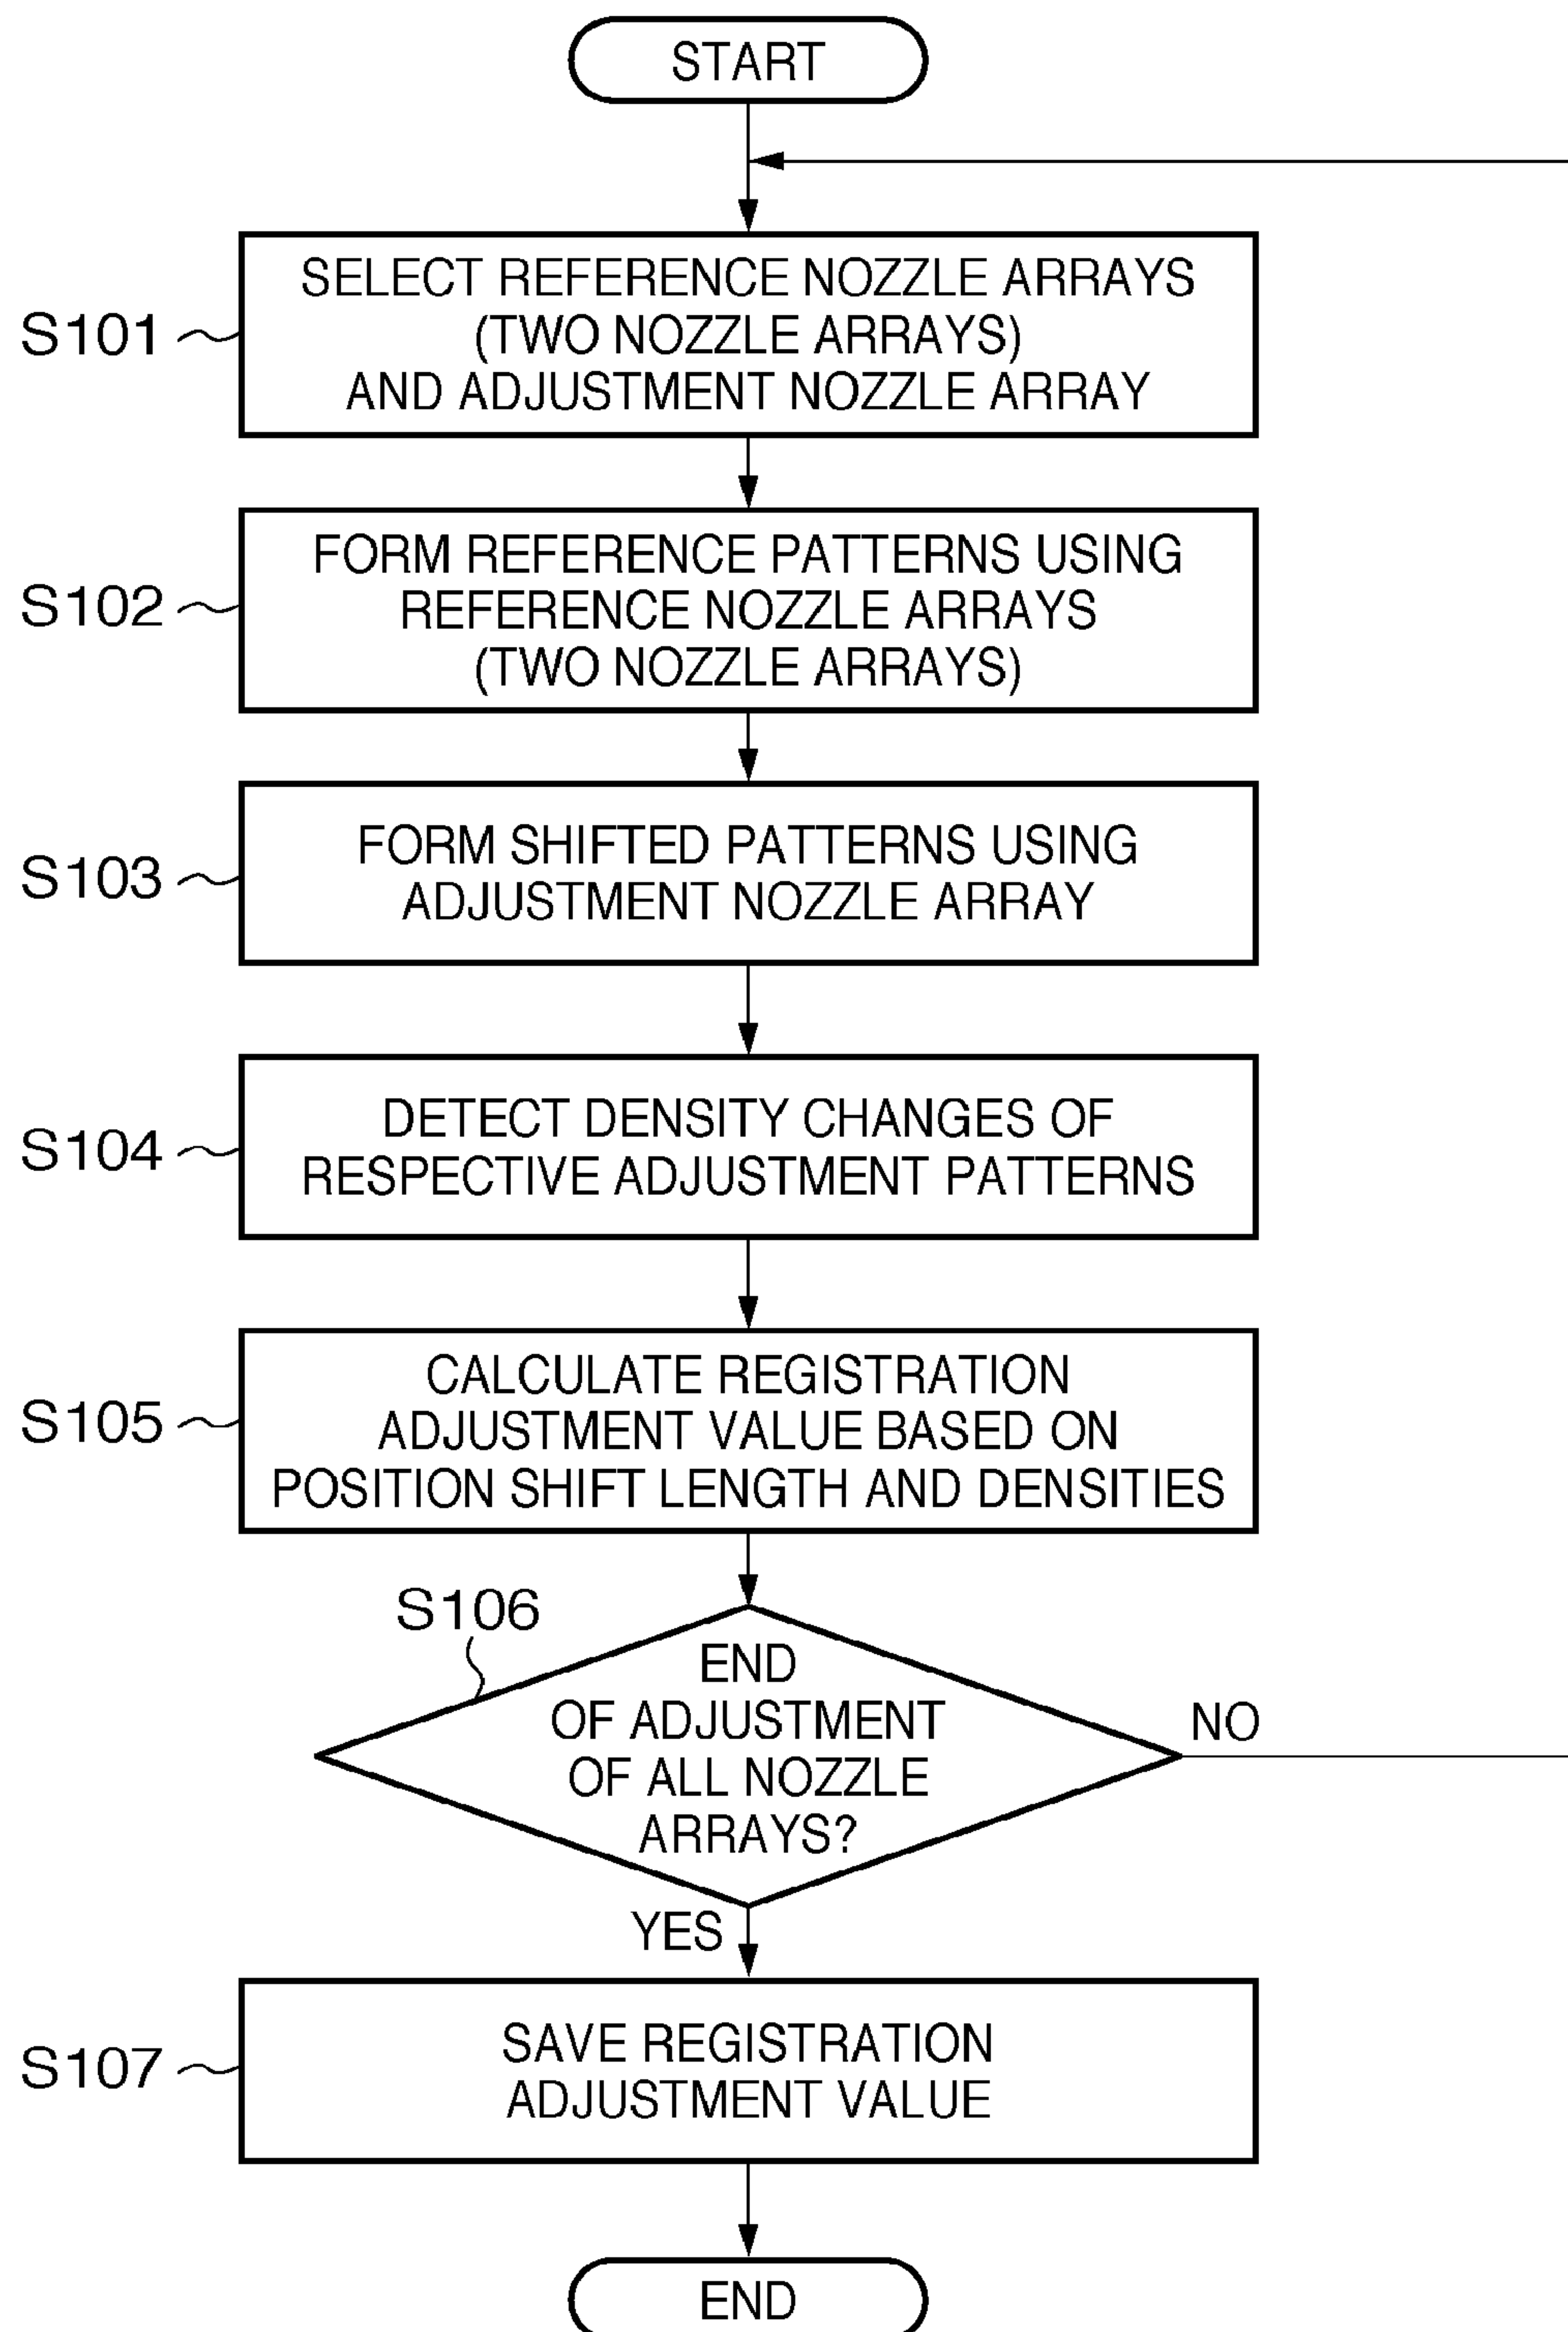 START
S101
SELECT REFERENCE NOZZLE ARRAYS
(TWO NOZZLE ARRAYS)
AND ADJUSTMENT NOZZLE ARRAY
S102
FORM REFERENCE PATTERNS USING
REFERENCE NOZZLE ARRAYS
(TWO NOZZLE ARRAYS)
S103
FORM SHIFTED PATTERNS USING
ADJUSTMENT NOZZLE ARRAY
S104
DETECT DENSITY CHANGES OF
RESPECTIVE ADJUSTMENT PATTERNS
S105
CALCULATE REGISTRATION
ADJUSTMENT VALUE BASED ON
POSITION SHIFT LENGTH AND DENSITIES
S106
END
OF ADJUSTMENT
OF ALL NOZZLE
ARRAYS?
NO
YES
S107
SAVE REGISTRATION
ADJUSTMENT VALUE
END